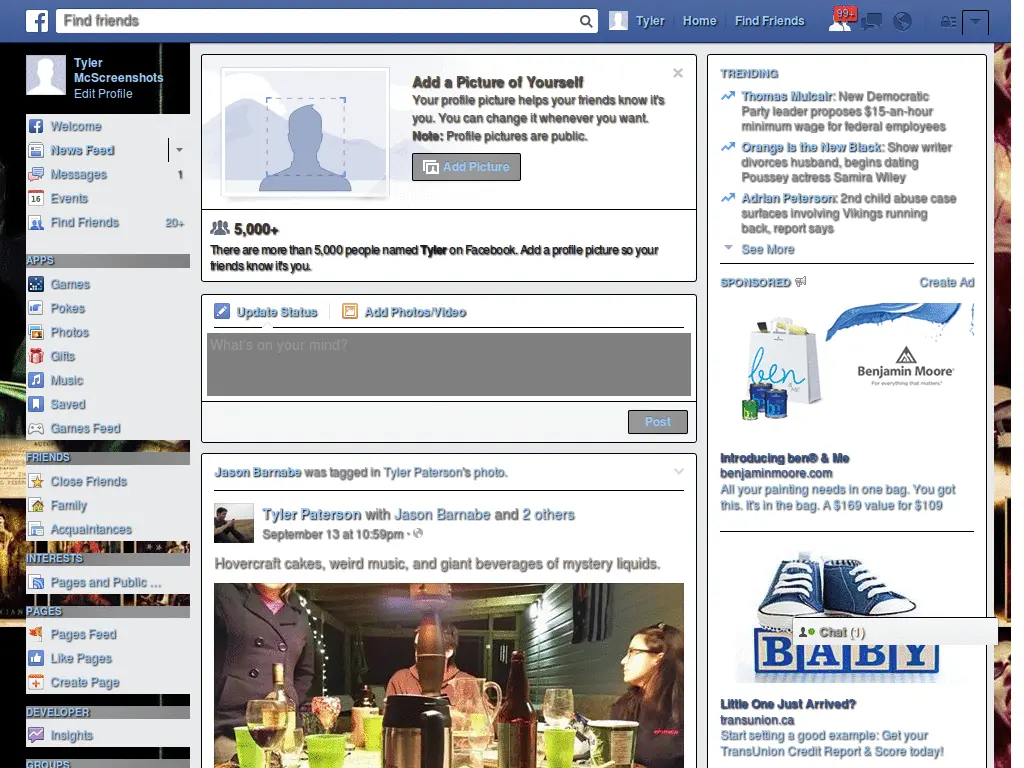 Find friends
Tyler
Home
Find Friends
99+
Tyler
McScreenshots
Edit Profile
Welcome
News Feed
Messages
1
16
Events
Find Friends
20+
APPS
Games
Pokes
Photos
Gifts
Music
Saved
Games Feed
FRIENDS
Close Friends
Family
Acquaintances
INTERESTS
Pages and Public ...
PAGES
Pages Feed
Like Pages
Create Page
DEVELOPER
Insights
GROUPS
Add a Picture of Yourself
Your profile picture helps your friends know it's
you. You can change it whenever you want.
Note: Profile pictures are public.
Add Picture
5,000+
There are more than 5,000 people named Tyler on Facebook. Add a profile picture so your
friends know it's you.
Update Status
Add Photos/Video
What's on your mind?
Post
Jason Barnabe was tagged in Tyler Paterson's photo.
Tyler Paterson with Jason Barnabe and 2 others
September 13 at 10:59pm ·
Hovercraft cakes, weird music, and giant beverages of mystery liquids.
TRENDING
Thomas Mulcair: New Democratic
Party leader proposes $15-an-hour
minimum wage for federal employees
Orange Is the New Black: Show writer
divorces husband, begins dating
Poussey actress Samira Wiley
Adrian Peterson: 2nd child abuse case
surfaces involving Vikings running
back, report says
See More
SPONSORED
Create Ad
ben
& ME
Benjamin Moore®
For everything that matters.™
Introducing ben® & Me
benjaminmoore.com
All your painting needs in one bag. You got
this. It's in the bag. A $169 value for $109
Chat (1)
BABY
Little One Just Arrived?
transunion.ca
Start setting a good example: Get your
TransUnion Credit Report & Score today!